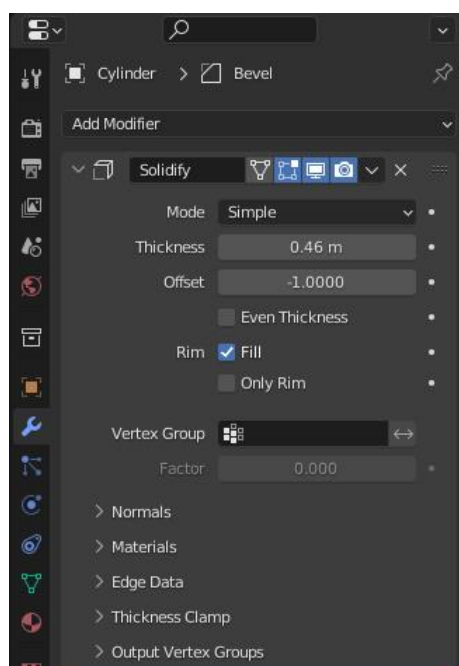 Cylinder > Bevel
Add Modifier
Solidify
Mode Simple
Thickness 0.46 m
Offset -1.0000
Even Thickness
Rim Fill
Only Rim
Vertex Group
Factor 0.000
> Normals
> Materials
> Edge Data
> Thickness Clamp
> Output Vertex Groups